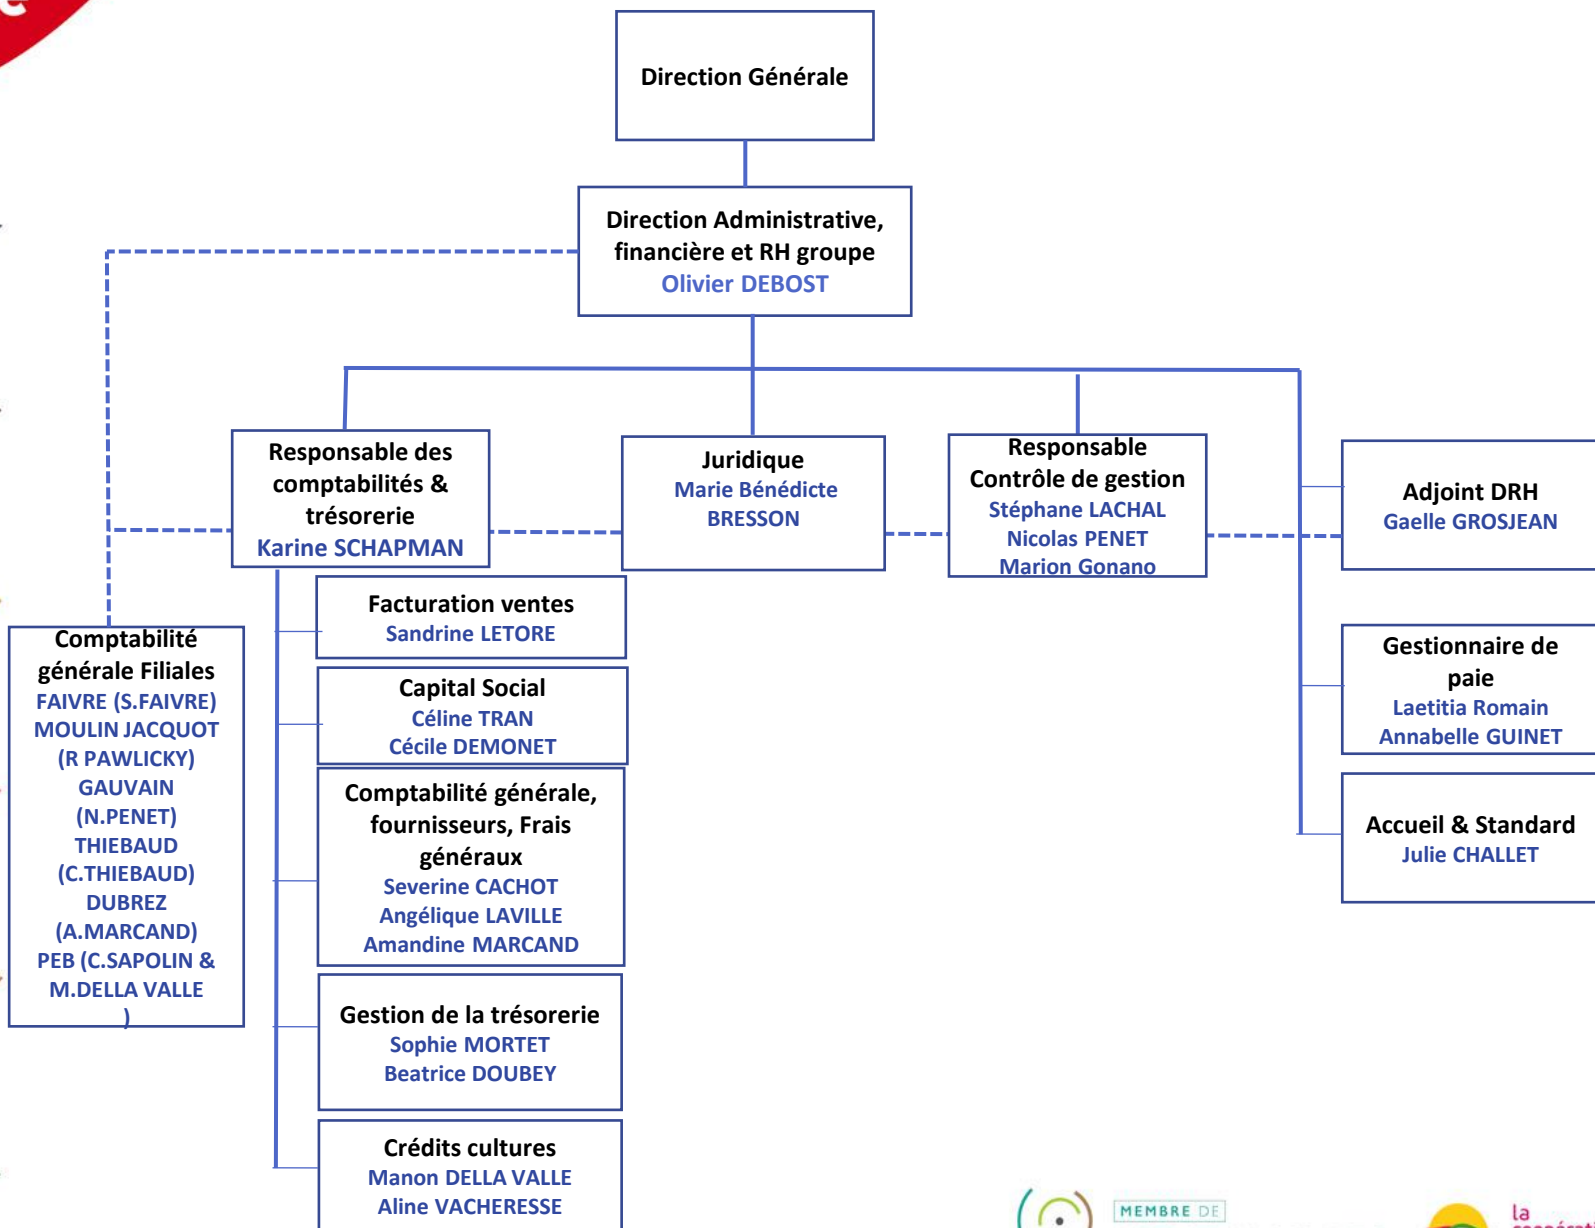 e
Direction Générale
Direction Administrative,
financière et RH groupe
Olivier DEBOST
Responsable des
comptabilités &
trésorerie
Karine SCHAPMAN
Juridique
Marie Bénédicte
BRESSON
Responsable
Contrôle de gestion
Stéphane LACHAL
Nicolas PENET
Marion Gonano
Adjoint DRH
Gaelle GROSJEAN
Comptabilité
générale Filiales
FAIVRE (S.FAIVRE)
MOULIN JACQUOT
(R PAWLICKY)
GAUVAIN
(N.PENET)
THIEBAUD
(C.THIEBAUD)
DUBREZ
(A.MARCAND)
PEB (C.SAPOLIN &
M.DELLA VALLE
)
Facturation ventes
Sandrine LETORE
Capital Social
Céline TRAN
Cécile DEMONET
Comptabilité générale,
fournisseurs, Frais
généraux
Severine CACHOT
Angélique LAVILLE
Amandine MARCAND
Gestion de la trésorerie
Sophie MORTET
Beatrice DOUBEY
Crédits cultures
Manon DELLA VALLE
Aline VACHERESSE
Gestionnaire de
paie
Laetitia Romain
Annabelle GUINET
Accueil & Standard
Julie CHALLET
MEMBRE DE
la